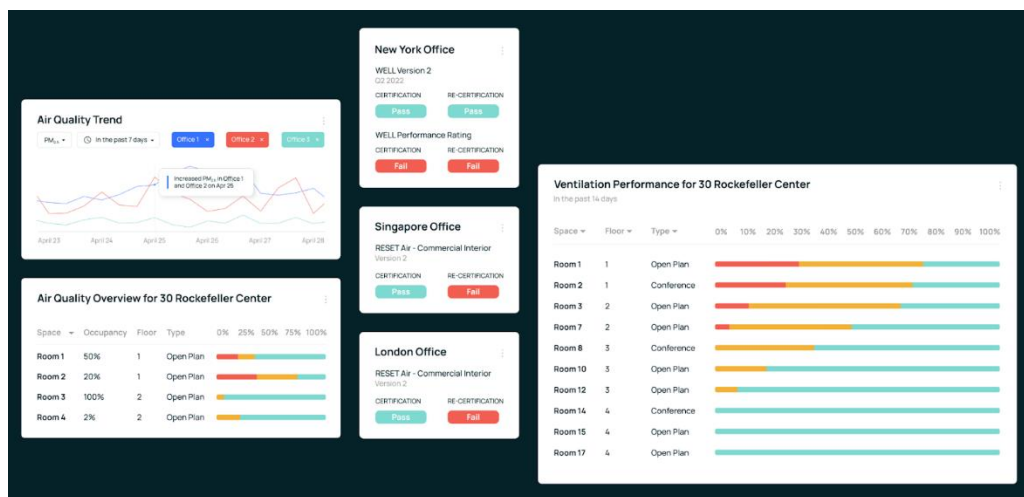 Air Quality Trend
PM2.5 In the past 7 days Office 1 × Office 2 × Office 3 ×
Increased PM2.5 in Office 1
and Office 2 on Apr 25
April 23 April 24 April 25 April 26 April 27 April 28
Air Quality Overview for 30 Rockefeller Center
Space Occupancy Floor Type 0% 25% 50% 75% 100%
Room 1 50% 1 Open Plan
Room 2 20% 1 Open Plan
Room 3 100% 2 Open Plan
Room 4 2% 2 Open Plan
New York Office
WELL Version 2
Q2 2022
CERTIFICATION RE-CERTIFICATION
Pass Pass
WELL Performance Rating
CERTIFICATION RE-CERTIFICATION
Fail Fail
Singapore Office
RESET Air - Commercial Interior
Version 2
CERTIFICATION RE-CERTIFICATION
Pass Fail
London Office
RESET Air - Commercial Interior
Version 2
CERTIFICATION RE-CERTIFICATION
Pass Fail
Ventilation Performance for 30 Rockefeller Center
In the past 14 days
Space Floor Type 0% 10% 20% 30% 40% 50% 60% 70% 80% 90% 100%
Room 1 1 Open Plan
Room 2 1 Conference
Room 3 2 Open Plan
Room 7 2 Open Plan
Room 8 3 Conference
Room 10 3 Open Plan
Room 12 3 Open Plan
Room 14 4 Conference
Room 15 4 Open Plan
Room 17 4 Open Plan